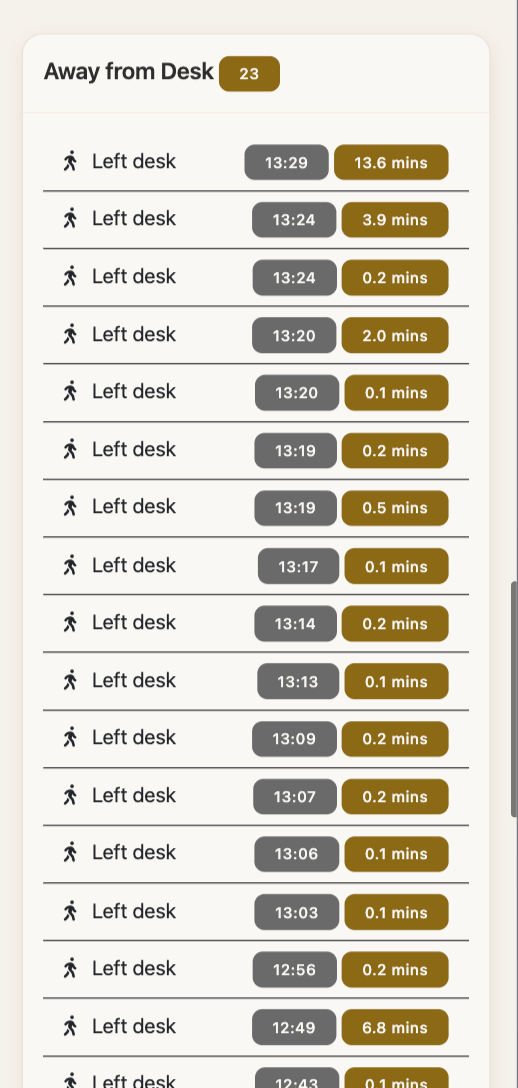 Away from Desk 23
Left desk 13:29 13.6 mins
Left desk 13:24 3.9 mins
Left desk 13:24 0.2 mins
Left desk 13:20 2.0 mins
Left desk 13:20 0.1 mins
Left desk 13:19 0.2 mins
Left desk 13:19 0.5 mins
Left desk 13:17 0.1 mins
Left desk 13:14 0.2 mins
Left desk 13:13 0.1 mins
Left desk 13:09 0.2 mins
Left desk 13:07 0.2 mins
Left desk 13:06 0.1 mins
Left desk 13:03 0.1 mins
Left desk 12:56 0.2 mins
Left desk 12:49 6.8 mins
Left desk 12:43 0.1 mins